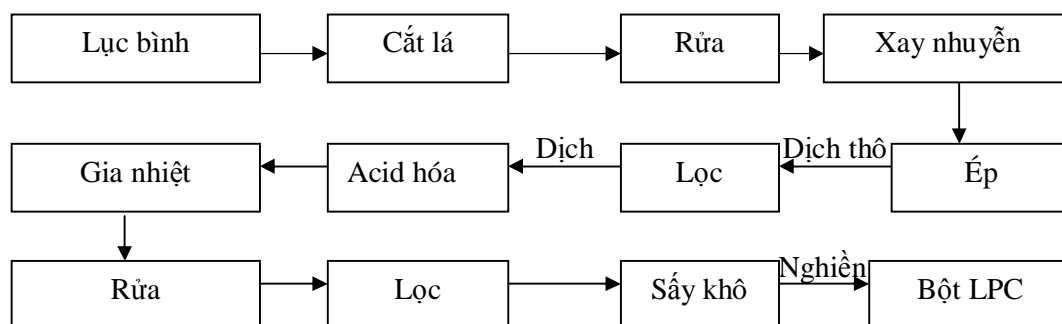 Lục bình Cắt lá Rửa Xay nhuyễn
Gia nhiệt Acid hóa Dịch Lọc Dịch thô Ép
Rửa Lọc Sấy khô Nghiền Bột LPC